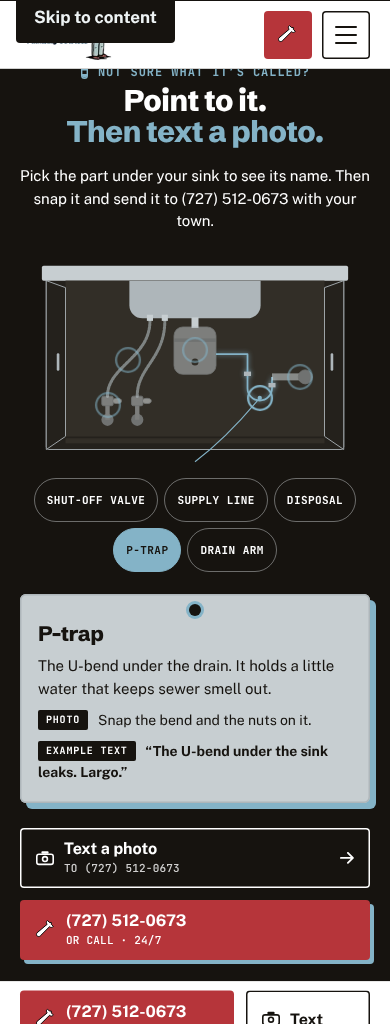 Skip to content
NOT SURE WHAT IT'S CALLED?
Point to it.
Then text a photo.
Pick the part under your sink to see its name. Then
snap it and send it to (727) 512-0673 with your
town.
SHUT-OFF VALVE
SUPPLY LINE
DISPOSAL
P-TRAP
DRAIN ARM
P-trap
The U-bend under the drain. It holds a little
water that keeps sewer smell out.
PHOTO Snap the bend and the nuts on it.
EXAMPLE TEXT “The U-bend under the sink
leaks. Largo.”
Text a photo
TO (727) 512-0673
(727) 512-0673
OR CALL · 24/7
(727) 512-0673
Text